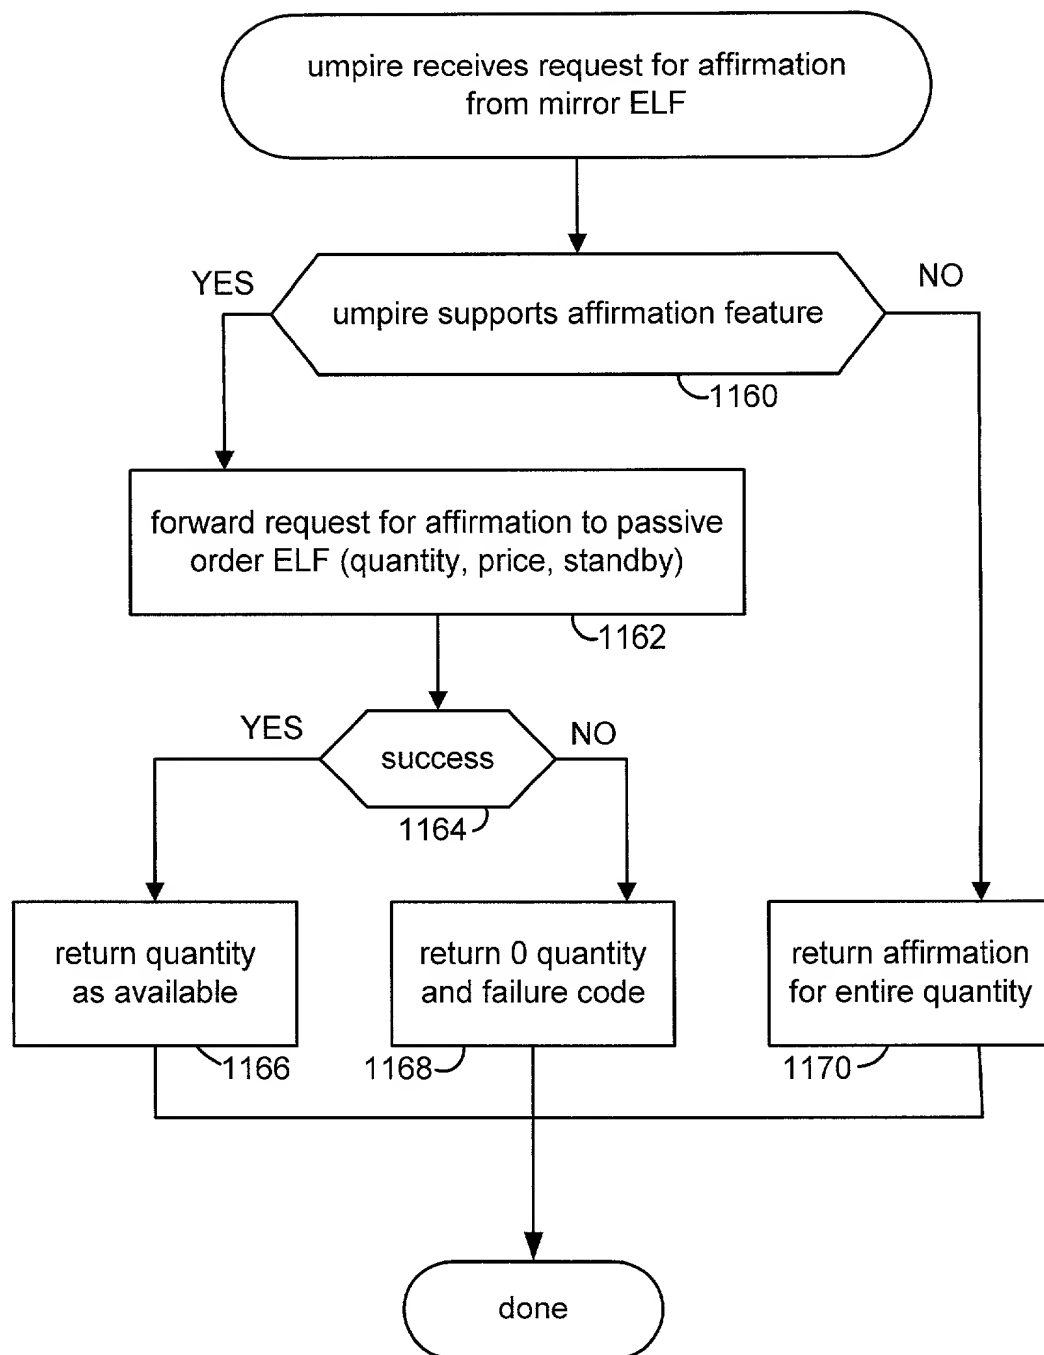 umpire receives request for affirmation
from mirror ELF
YES
NO
umpire supports affirmation feature
1160
forward request for affirmation to passive
order ELF (quantity, price, standby)
1162
YES
NO
success
1164
return quantity
as available
return 0 quantity
and failure code
return affirmation
for entire quantity
1166
1168
1170
done